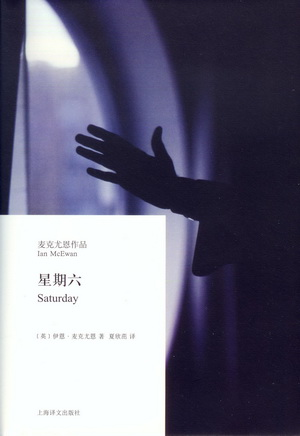 麦克尤恩作品
Ian McEwan
星期六
Saturday
〔英〕伊恩·麦克尤恩 著 夏欣茁 译
上海译文出版社